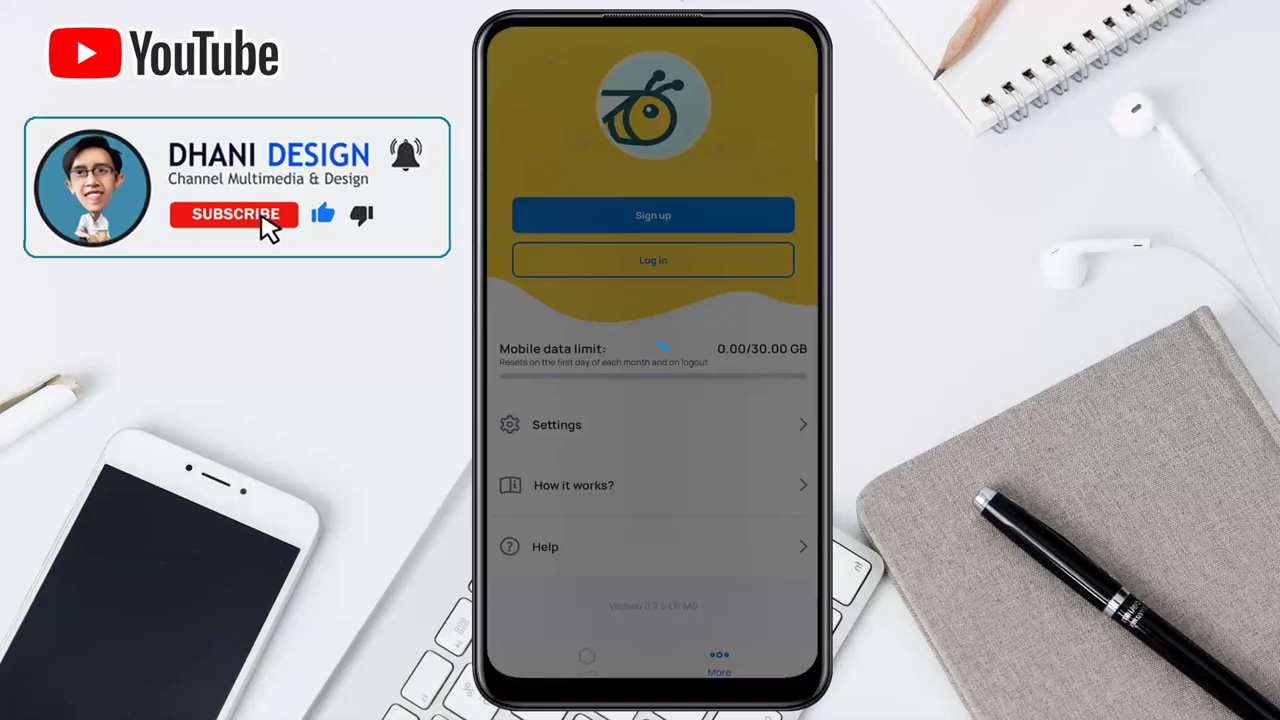 YouTube
DHANI DESIGN
Channel Multimedia & Design
SUBSCRIBE
Sign up
Log in
Mobile data limit: 0.00/30.00 GB
Resets on the first day of each month and on logout
Settings
How it works?
Help
More